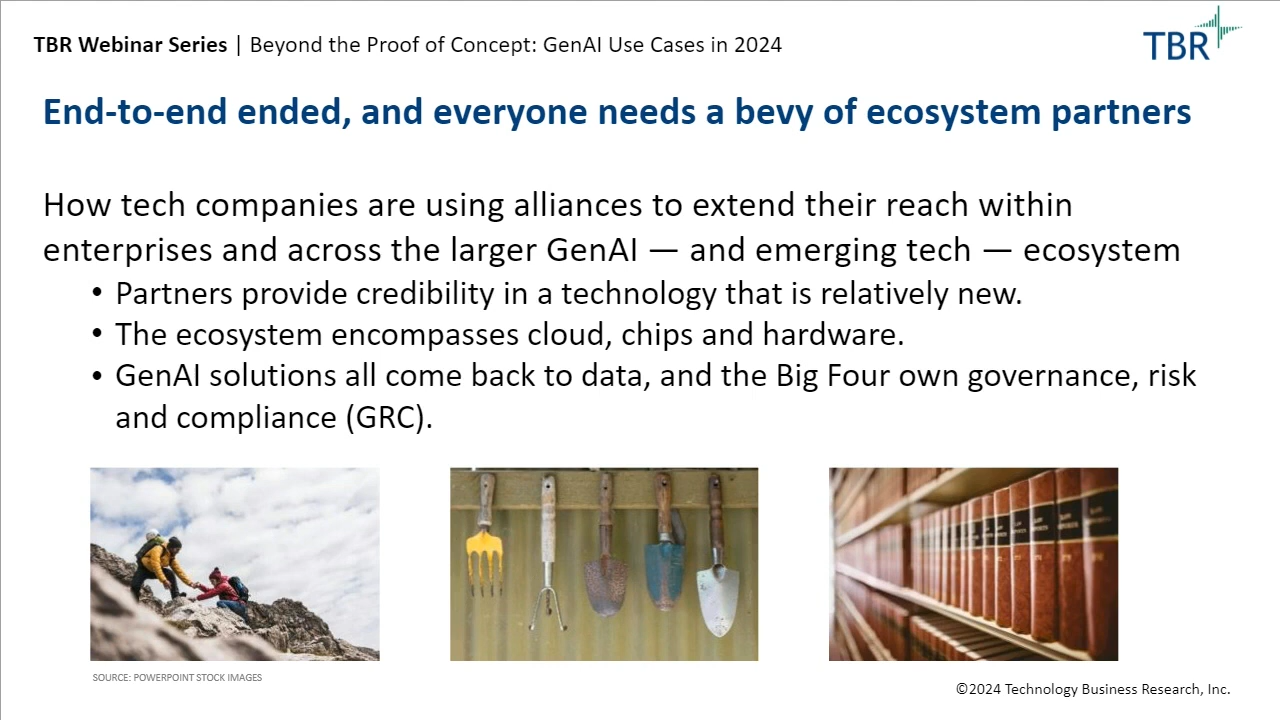 TBR Webinar Series | Beyond the Proof of Concept: GenAI Use Cases in 2024
TBR
End-to-end ended, and everyone needs a bevy of ecosystem partners
How tech companies are using alliances to extend their reach within
enterprises and across the larger GenAI — and emerging tech — ecosystem
• Partners provide credibility in a technology that is relatively new.
• The ecosystem encompasses cloud, chips and hardware.
• GenAI solutions all come back to data, and the Big Four own governance, risk
and compliance (GRC).
SOURCE: POWERPOINT STOCK IMAGES
©2024 Technology Business Research, Inc.